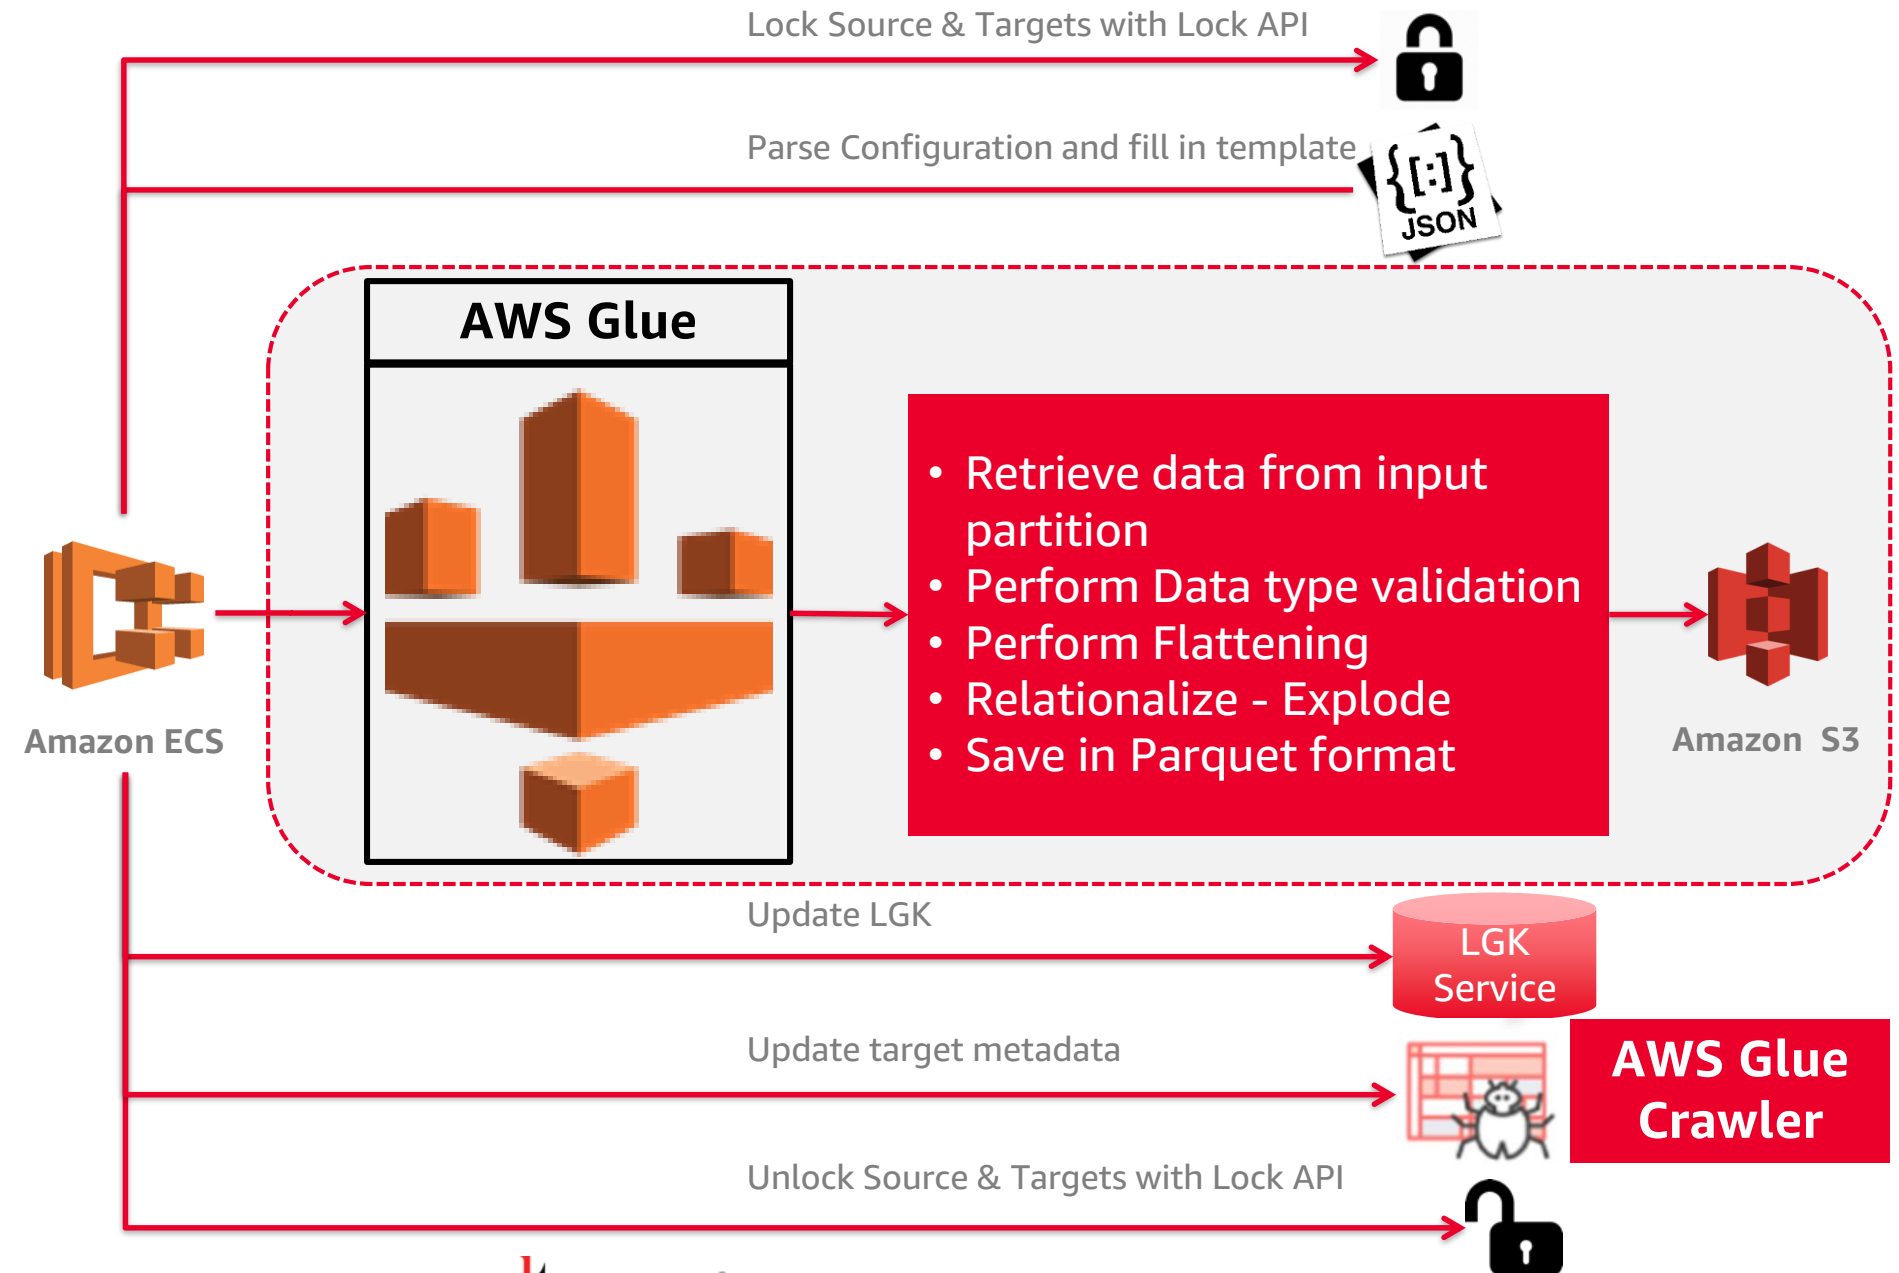 Lock Source & Targets with Lock API
Parse Configuration and fill in template
{[:]}
JSON
AWS Glue
• Retrieve data from input
partition
• Perform Data type validation
• Perform Flattening
• Relationalize - Explode
• Save in Parquet format
Amazon ECS
Amazon S3
Update LGK
LGK
Service
Update target metadata
AWS Glue
Crawler
Unlock Source & Targets with Lock API